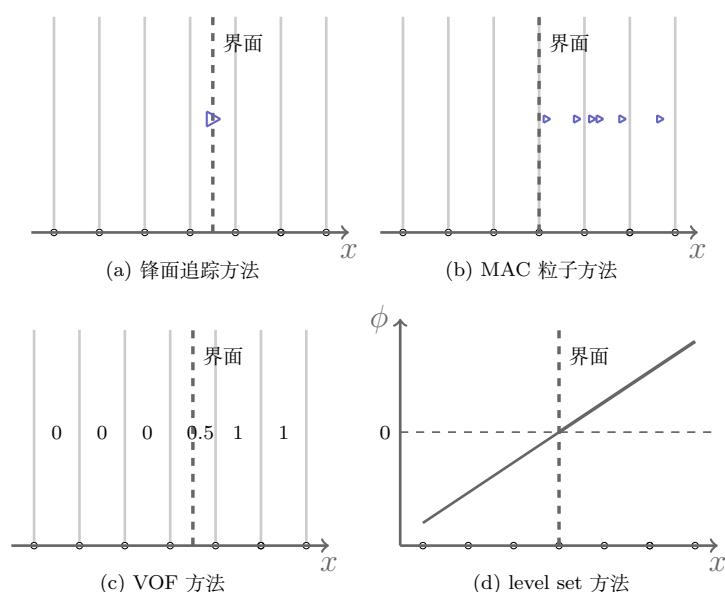 界面
界面
x
x
(a) 锋面追踪方法
(b) MAC 粒子方法
ϕ
界面
界面
0 0 0 0.5 1 1
0
x
x
(c) VOF 方法
(d) level set 方法